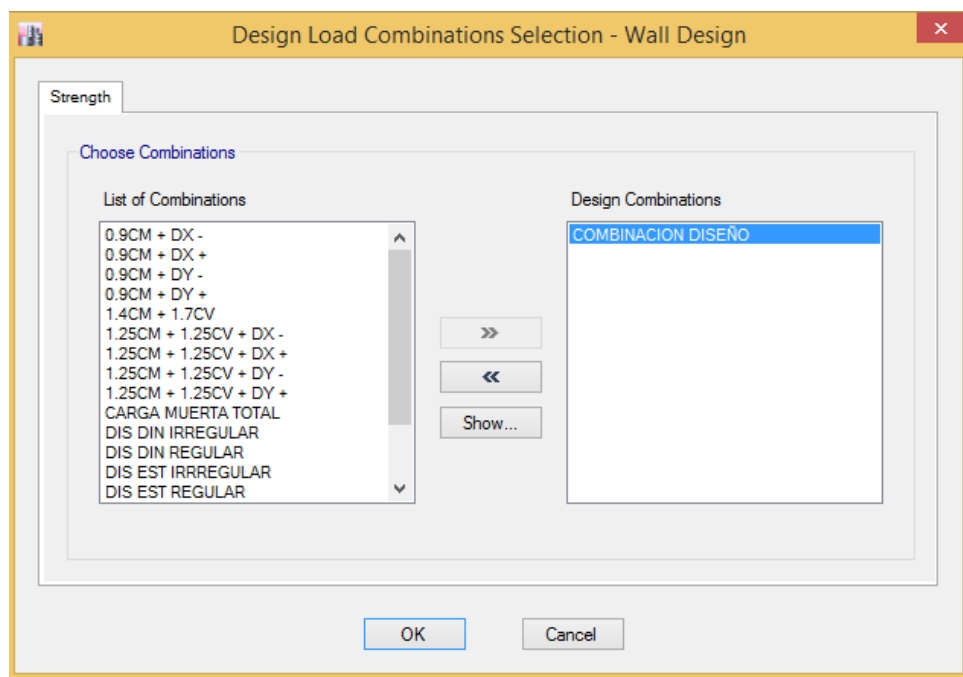 Design Load Combinations Selection - Wall Design
Strength
Choose Combinations
List of Combinations
0.9CM + DX -
0.9CM + DX +
0.9CM + DY -
0.9CM + DY +
1.4CM + 1.7CV
1.25CM + 1.25CV + DX -
1.25CM + 1.25CV + DX +
1.25CM + 1.25CV + DY -
1.25CM + 1.25CV + DY +
CARGA MUERTA TOTAL
DIS DIN IRREGULAR
DIS DIN REGULAR
DIS EST IRRREGULAR
DIS EST REGULAR
>>
<<
Show...
Design Combinations
COMBINACION DISEÑO
OK
Cancel